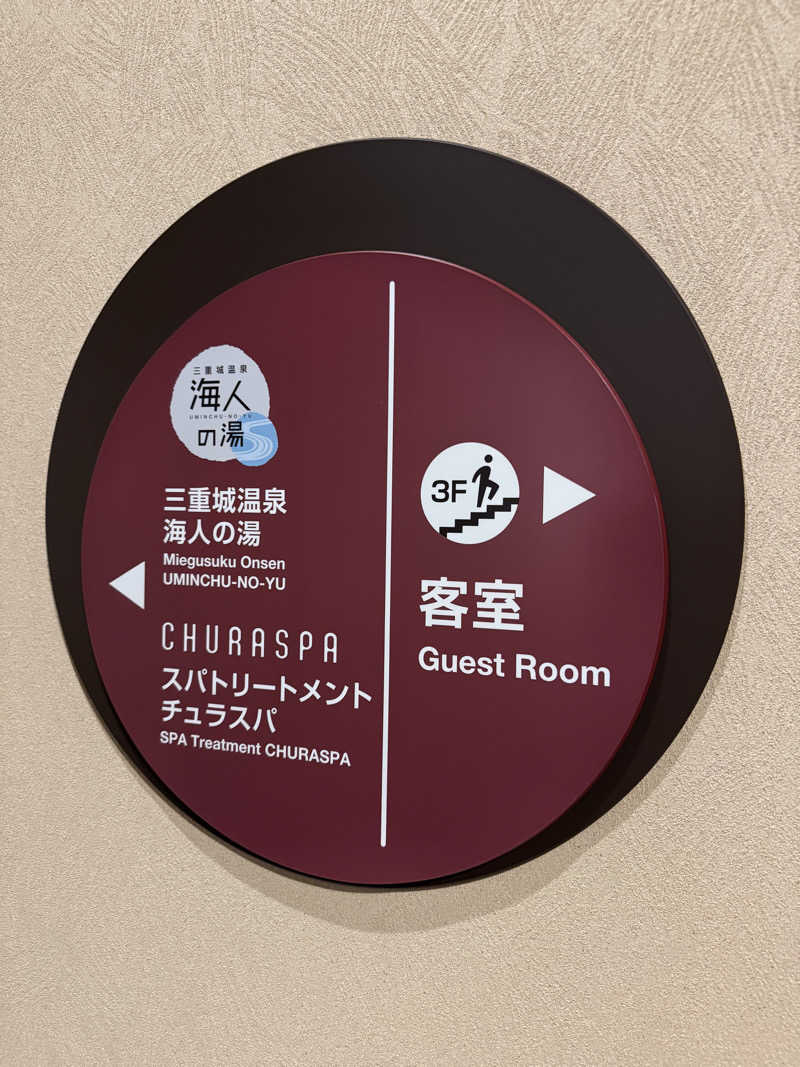 三重城温泉
海人
UMINCHU-NO-YU
の湯
三重城温泉
海人の湯
Miegusuku Onsen
UMINCHU-NO-YU
CHURASPA
スパトリートメント
チュラスパ
SPA Treatment CHURASPA
3F
客室
Guest Room